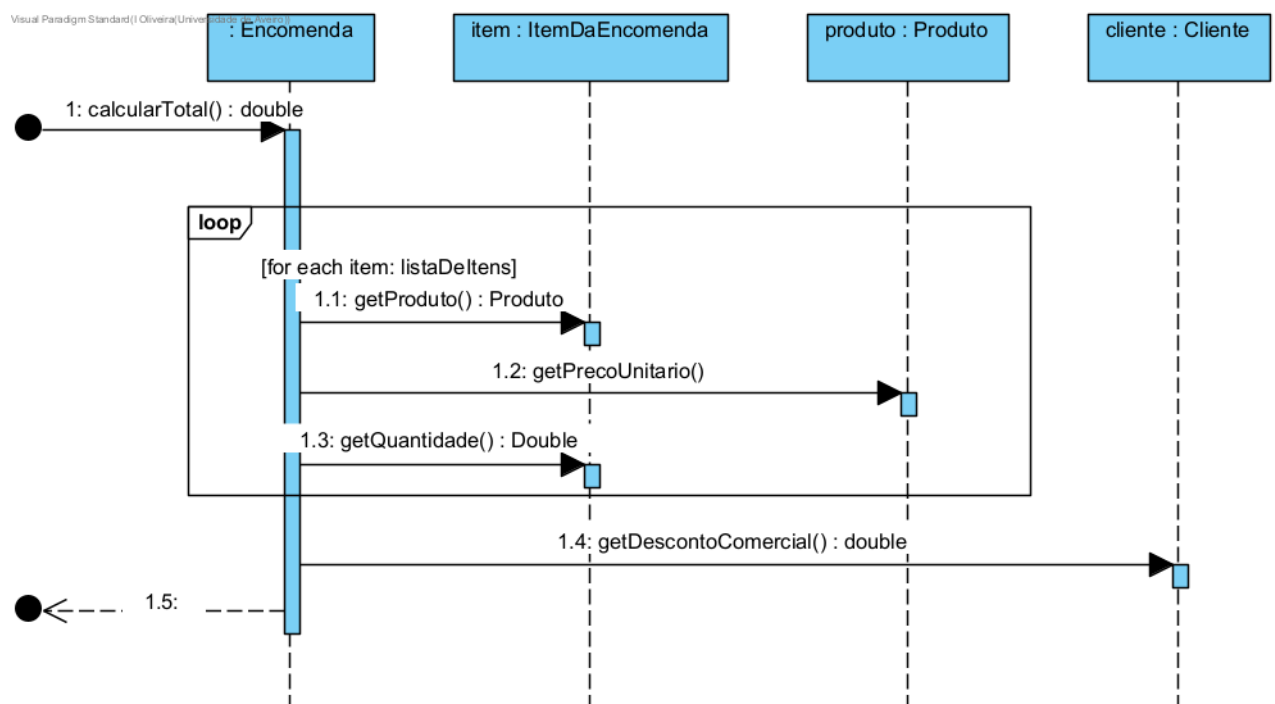 Visual Paradigm Standard(I Oliveira(Universidade de Aveiro))
: Encomenda
item : ItemDaEncomenda
produto : Produto
cliente : Cliente
1: calcularTotal() : double
loop
[for each item: listaDeItens]
1.1: getProduto() : Produto
1.2: getPrecoUnitario()
1.3: getQuantidade() : Double
1.4: getDescontoComercial() : double
1.5: